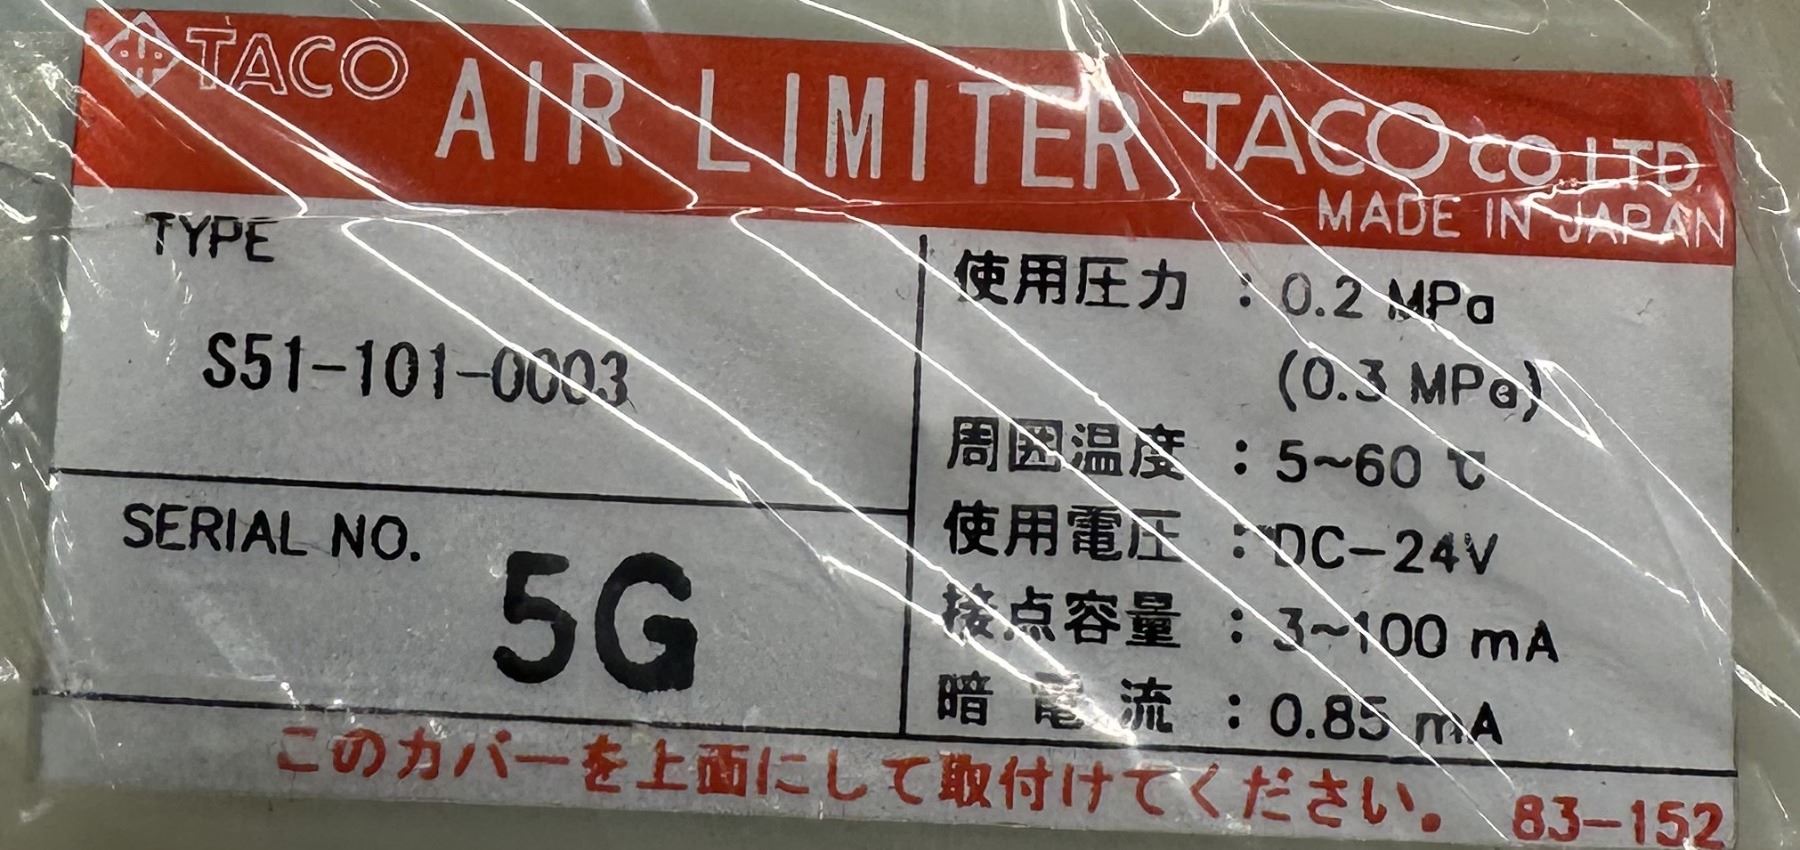 TACO AIR LIMITER TACO CO.,LTD.
MADE IN JAPAN
TYPE
S51-101-0003
SERIAL NO.
5G
使用圧力 : 0.2 MPa
(0.3 MPa)
周囲温度 : 5~60 ℃
使用電圧 : DC-24V
接点容量 : 3~100 mA
暗電流 : 0.85 mA
このカバーを上面にして取付けてください。 83-152